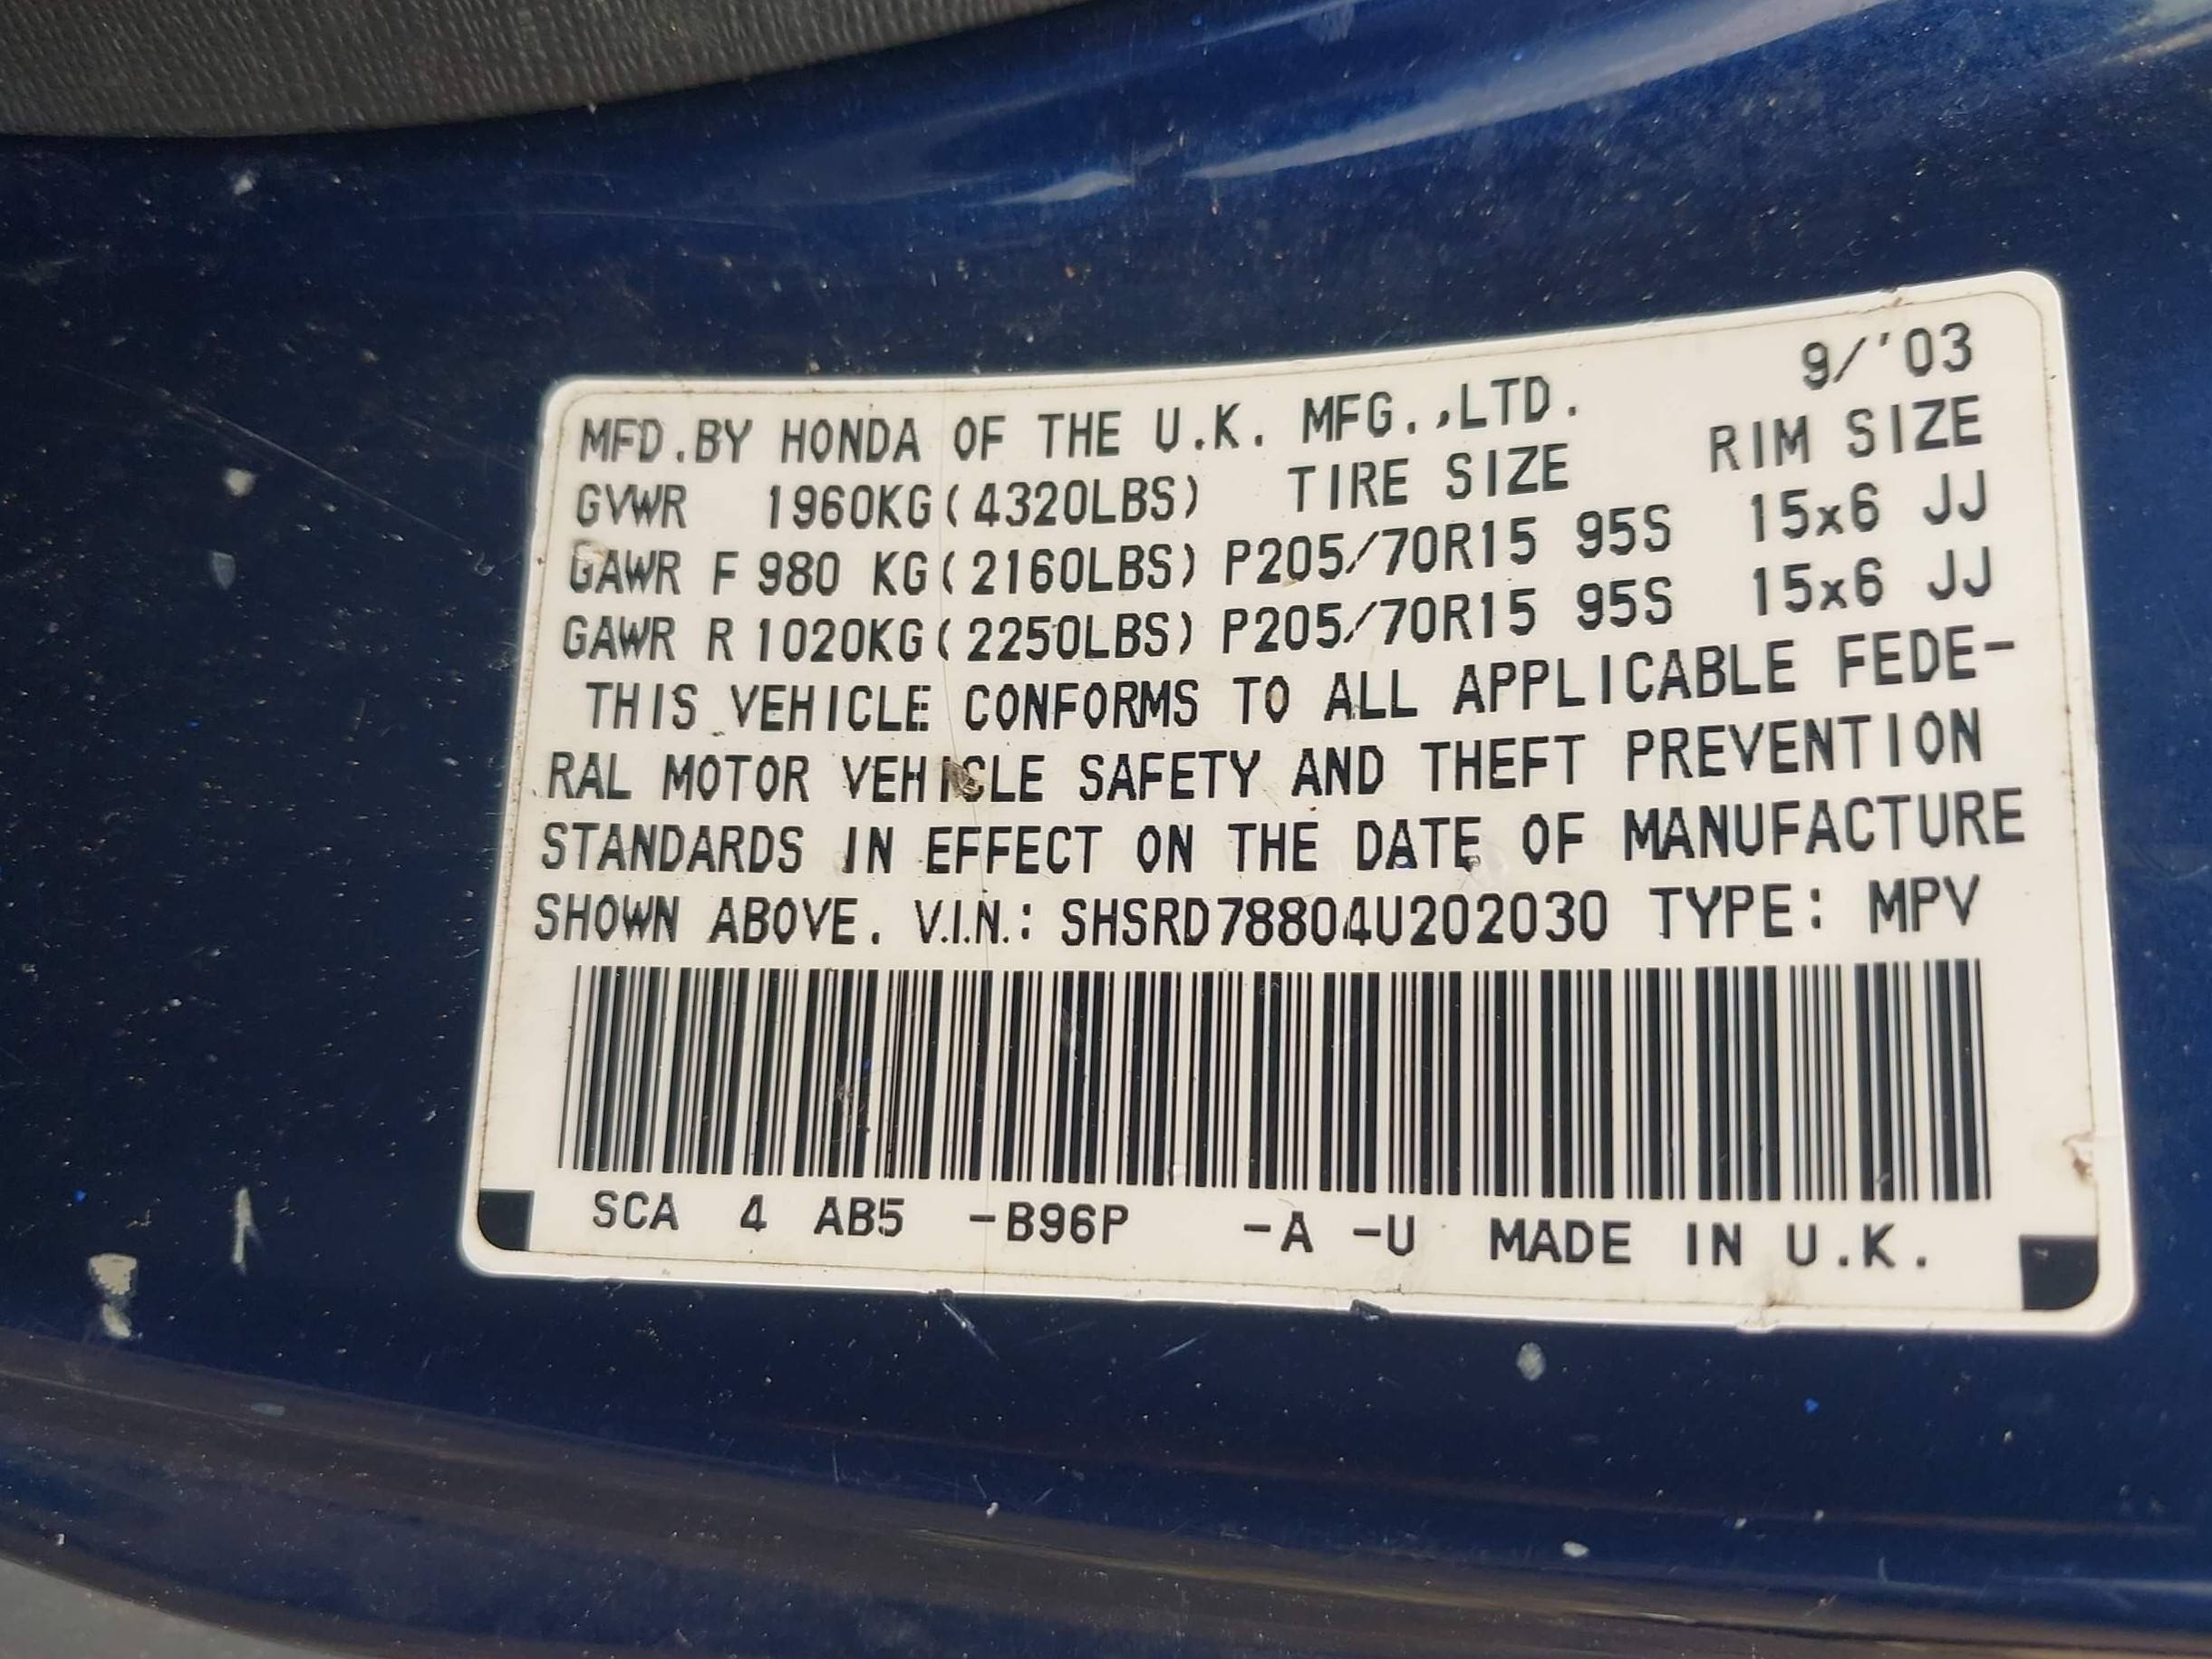 9/'03
MFD.BY HONDA OF THE U.K. MFG.,LTD.
GVWR 1960KG(4320LBS) TIRE SIZE RIM SIZE
GAWR F 980 KG(2160LBS) P205/70R15 95S 15x6 JJ
GAWR R 1020KG(2250LBS) P205/70R15 95S 15x6 JJ
THIS VEHICLE CONFORMS TO ALL APPLICABLE FEDE-
RAL MOTOR VEHICLE SAFETY AND THEFT PREVENTION
STANDARDS IN EFFECT ON THE DATE OF MANUFACTURE
SHOWN ABOVE. V.I.N.: SHSRD78804U202030 TYPE: MPV
SCA 4 AB5 -B96P -A -U MADE IN U.K.